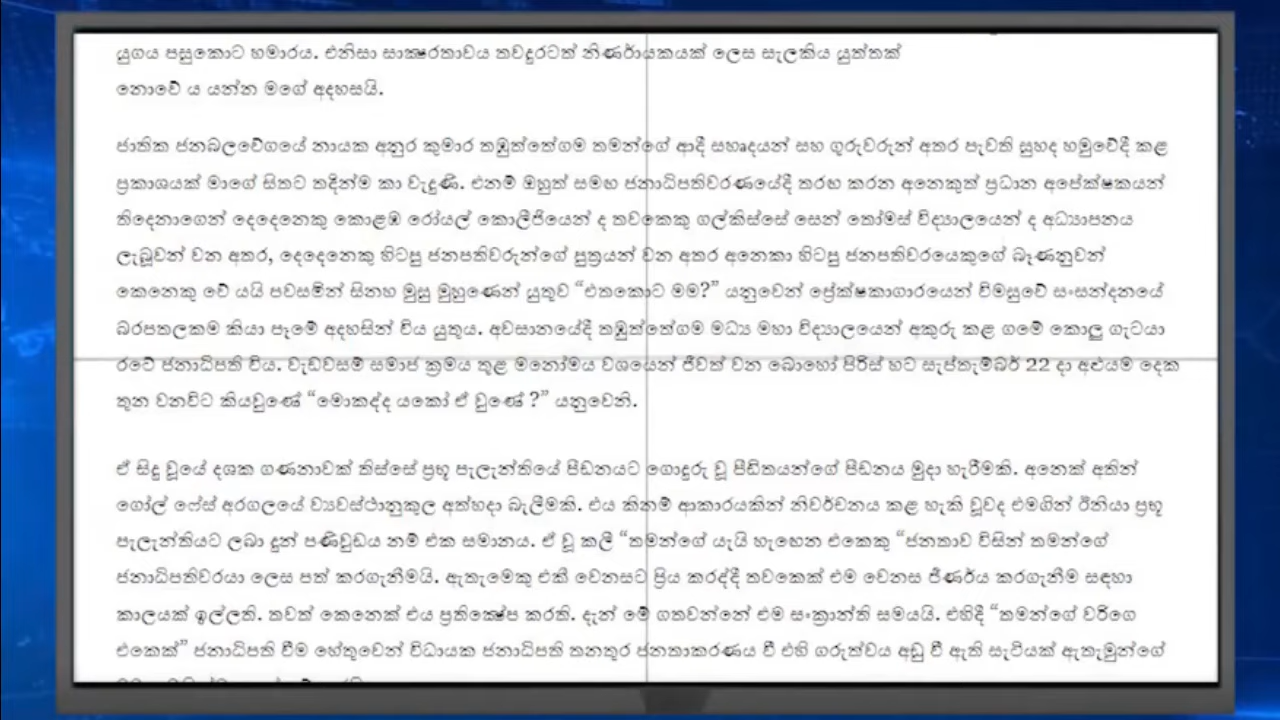 යුගය පසුකොට හමාරය. එනිසා සාක්‍ෂරතාවය තවදුරටත් නිර්ණායකයක් ලෙස සැලකිය යුත්තක්
නොවේ ය යන්න මගේ අදහසයි.
ජාතික ජනබලවේගයේ නායක අනුර කුමාර තඹුත්තේගම තමන්ගේ ආදී සහෘදයන් සහ ගුරුවරුන් අතර පැවති සුහද හමුවේදී කළ
ප්‍රකාශයක් මාගේ සිතට තදින්ම කා වැදුණි. එනම් ඔහුත් සමඟ ජනාධිපතිවරණයේදී තරඟ කරන අනෙකුත් ප්‍රධාන අපේක්ෂකයන්
තිදෙනාගෙන් දෙදෙනෙකු කොළඹ රෝයල් කොලීජියෙන් ද තවකෙකු ගල්කිස්සේ සෙන් තෝමස් විද්‍යාලයෙන් ද අධ්‍යාපනය
ලැබූවන් වන අතර, දෙදෙනෙකු හිටපු ජනපතිවරුන්ගේ පුත්‍රයන් වන අතර අනෙකා හිටපු ජනපතිවරයෙකුගේ බෑණනුවන්
කෙනෙකු වේ යයි පවසමින් සිනහ මුසු මුහුණෙන් යුතුව “එතකොට මම?” යනුවෙන් ප්‍රේක්ෂකාගාරයෙන් විමසුවේ සංසන්දනයේ
බරපතලකම කියා පෑමේ අදහසින් විය යුතුය. අවසානයේදී තඹුත්තේගම මධ්‍ය මහා විද්‍යාලයෙන් අකුරු කළ ගමේ කොලු ගැටයා
රටේ ජනාධිපති විය. වැඩවසම් සමාජ ක්‍රමය තුළ මනෝමය වශයෙන් ජීවත් වන බොහෝ පිරිස් හට සැප්තැම්බර් 22 දා අළුයම දෙක
තුන වනවිට කියවුණේ “මොකද්ද යකෝ ඒ වුණේ ?” යනුවෙනි.
ඒ සිදු වූයේ දශක ගණනාවක් තිස්සේ ප්‍රභූ පැලැන්තියේ පීඩනයට ගොදුරු වූ පීඩිතයන්ගේ පීඩනය මුදා හැරීමකි. අනෙක් අතින්
ගෝල් ෆේස් අරගලයේ ව්‍යවස්ථානුකූල අත්හදා බැලීමකි. එය කිනම් ආකාරයකින් නිර්වචනය කළ හැකි වූවද එමගින් ඊනියා ප්‍රභූ
පැලැන්තියට ලබා දුන් පණිවුඩය නම් එක සමානය. ඒ වූ කලී “තමන්ගේ යැයි හැඟෙන එකෙකු “ජනතාව විසින් තමන්ගේ
ජනාධිපතිවරයා ලෙස පත් කරගැනීමයි. ඇතැමෙකු එකී වෙනසට ප්‍රිය කරද්දී තවකෙක් එම වෙනස ජීර්ණය කරගැනීම සඳහා
කාලයක් ඉල්ලති. තවත් කෙනෙක් එය ප්‍රතික්ෂේප කරති. දැන් මේ ගතවන්නේ එම සංක්‍රාන්ති සමයයි. එහිදී “තමන්ගේ වර්ගෙ
එකෙක්” ජනාධිපති වීම හේතුවෙන් විධායක ජනාධිපති තනතුර ජනතාකරණය වී එහි ගරුත්වය අඩු වී ඇති සැටියක් ඇතැමුන්ගේ